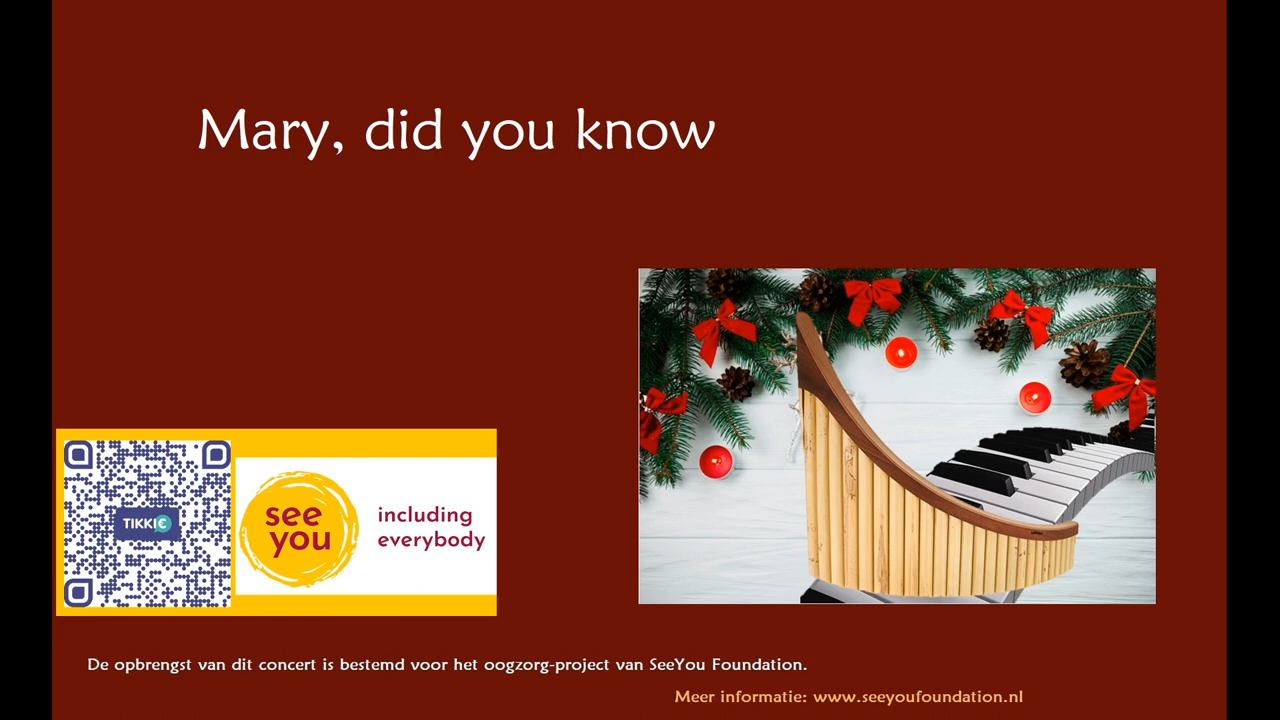 Mary, did you know
TIKKIE
see
you
including
everybody
De opbrengst van dit concert is bestemd voor het oogzorg-project van SeeYou Foundation.
Meer informatie: www.seeyoufoundation.nl